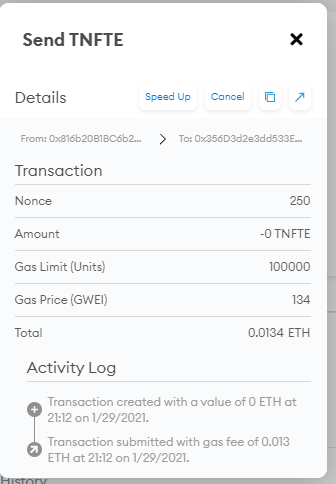 Send TNFTE
Details
Speed Up
Cancel
From: 0x816b20B1BC6b2...
To: 0x356D3d2e3dd533E...
Transaction
Nonce
250
Amount
-0 TNFTE
Gas Limit (Units)
100000
Gas Price (GWEI)
134
Total
0.0134 ETH
Activity Log
Transaction created with a value of 0 ETH at
21:12 on 1/29/2021.
Transaction submitted with gas fee of 0.013
ETH at 21:12 on 1/29/2021.
History